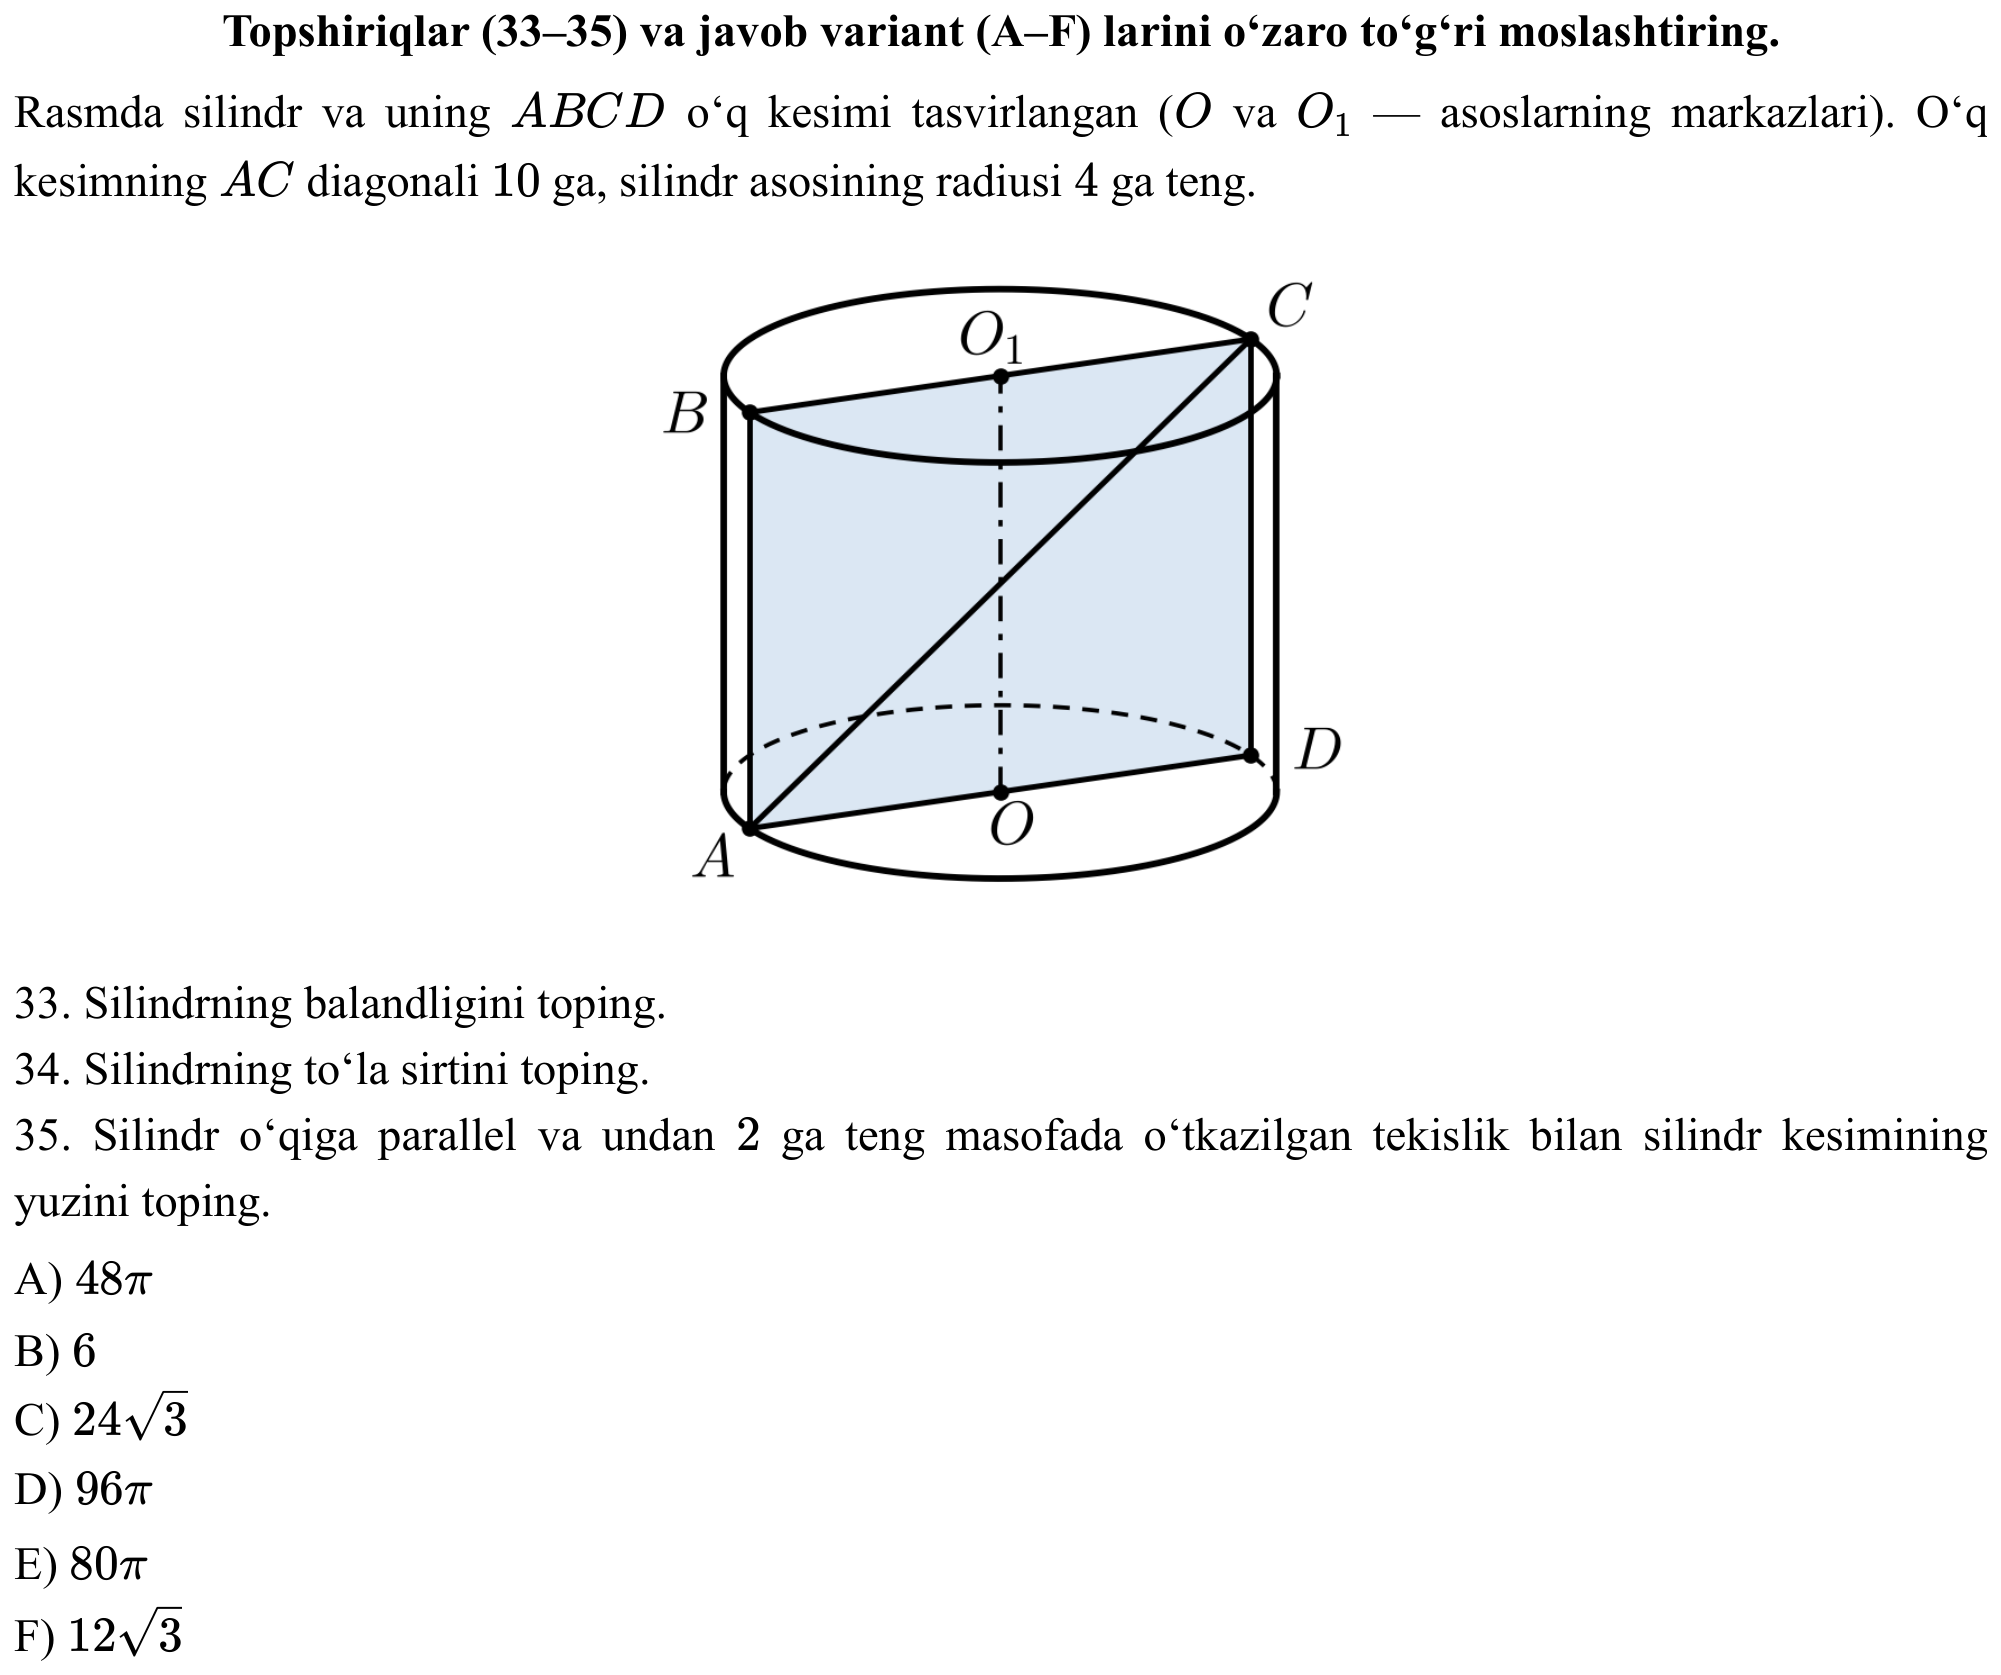 Topshiriqlar (33–35) va javob variant (A–F) larini o‘zaro to‘g‘ri moslashtiring.
Rasmda silindr va uning ABCD o‘q kesimi tasvirlangan (O va O₁ — asoslarning markazlari). O‘q
kesimning AC diagonali 10 ga, silindr asosining radiusi 4 ga teng.
C
O₁
B
D
O
A
33. Silindrning balandligini toping.
34. Silindrning to‘la sirtini toping.
35. Silindr o‘qiga parallel va undan 2 ga teng masofada o‘tkazilgan tekislik bilan silindr kesimining
yuzini toping.
A) 48π
B) 6
C) 24√3
D) 96π
E) 80π
F) 12√3